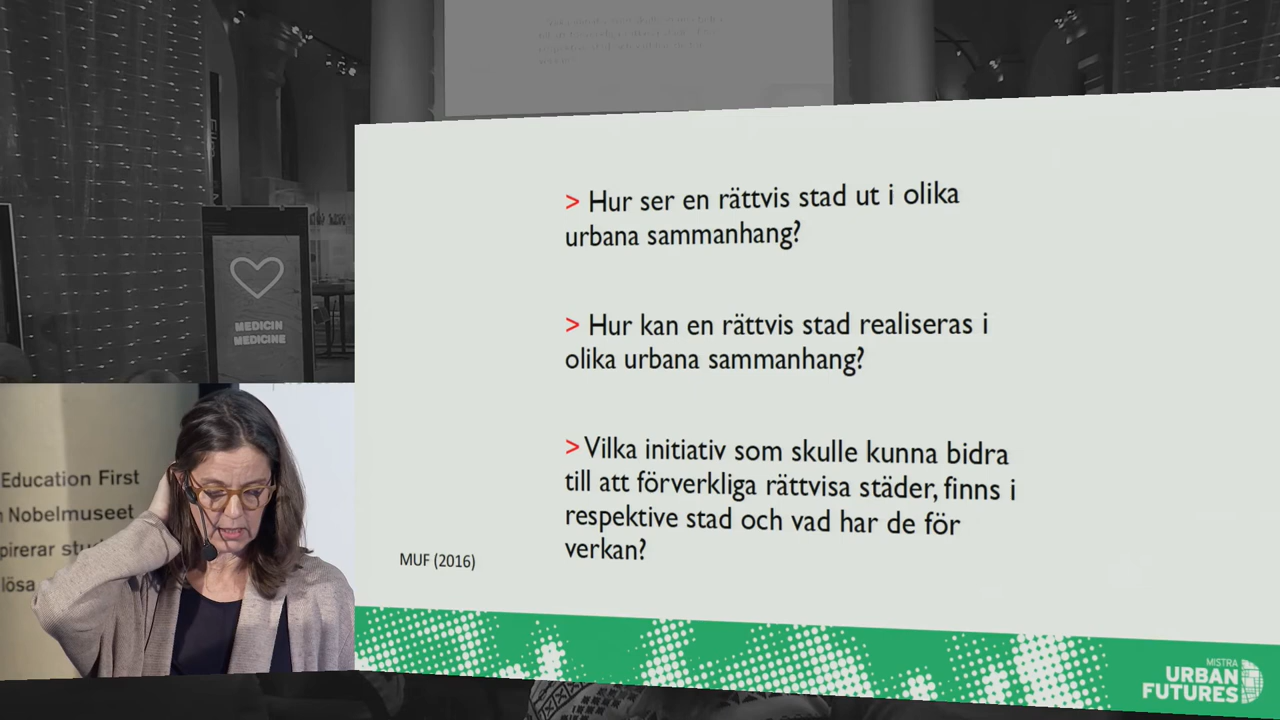 MEDICIN
MEDICINE
Education First
Nobelmuseet
pirerar
lösa
> Hur ser en rättvis stad ut i olika
urbana sammanhang?
> Hur kan en rättvis stad realiseras i
olika urbana sammanhang?
> Vilka initiativ som skulle kunna bidra
till att förverkliga rättvisa städer, finns i
respektive stad och vad har de för
verkan?
MUF (2016)
MISTRA
URBAN
FUTURES